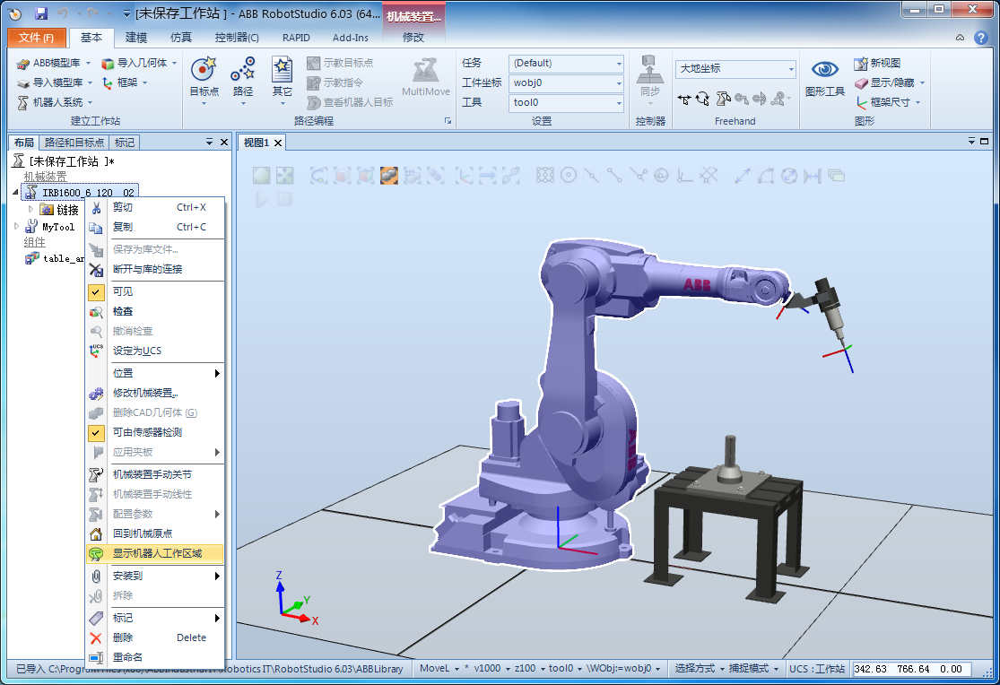 [未保存工作站 ] - ABB RobotStudio 6.03 (64...
机械装置...
文件(F) 基本 建模 仿真 控制器(C) RAPID Add-Ins 修改
ABB模型库 导入几何体
导入模型库 框架
机器人系统
建立工作站
目标点 路径 其它
示教目标点
示教指令
查看机器人目标
MultiMove
路径编程
任务 (Default)
工件坐标 wobj0
工具 tool0
设置
同步
控制器
大地坐标
Freehand
图形工具
新视图
显示/隐藏
框架尺寸
图形
布局 路径和目标点 标记
视图1
[未保存工作站 ]*
机械装置
IRB1600_6_120__02
链接
MyTool
组件
table_an
剪切 Ctrl+X
复制 Ctrl+C
保存为库文件...
断开与库的连接
可见
检查
撤消检查
设定为UCS
位置
修改机械装置...
删除CAD几何体 (G)
可由传感器检测
应用夹板
机械装置手动关节
机械装置手动线性
配置参数
回到机械原点
显示机器人工作区域
安装到
拆除
标记
删除 Delete
重命名
ABB
ABB
Z
Y
X
UCS
已导入 C:\Program Files (x86)\ABB Industrial IT\Robotics IT\RobotStudio 6.03\ABB Library
MoveL * v1000 z100 tool0 \WObj:=wobj0 选择方式 捕捉模式 UCS : 工作站 342.63 766.64 0.00